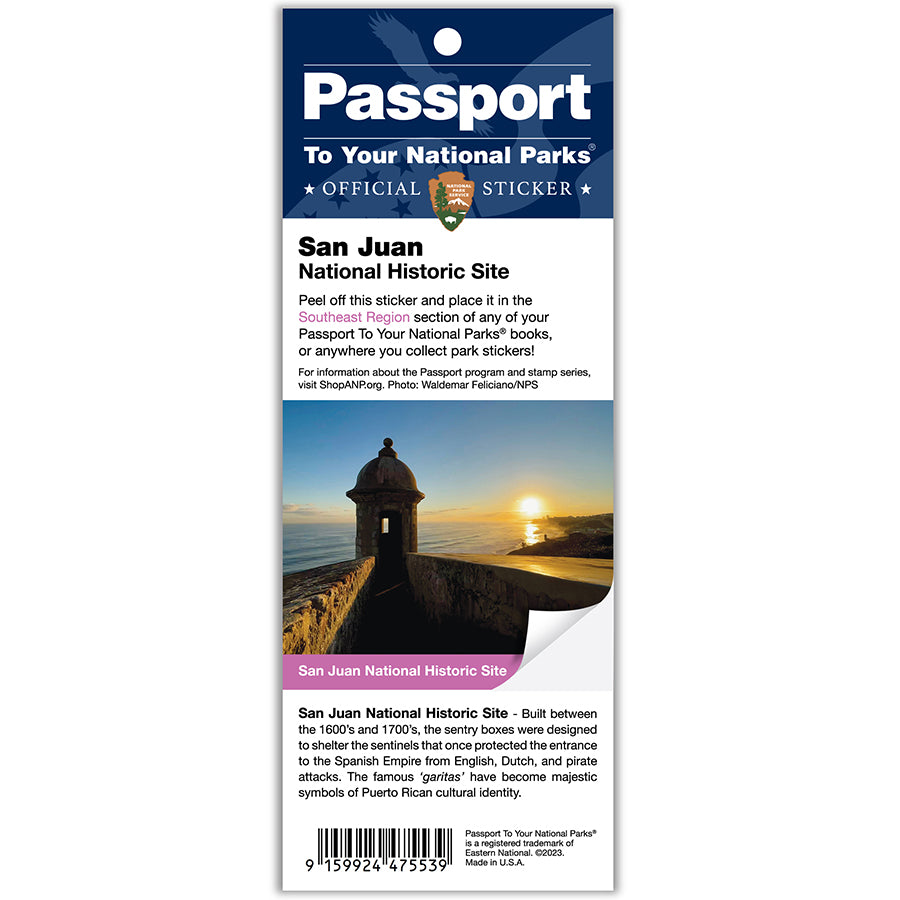 Passport
To Your National Parks®
★ OFFICIAL STICKER ★
NATIONAL
PARK
SERVICE
San Juan
National Historic Site
Peel off this sticker and place it in the
Southeast Region section of any of your
Passport To Your National Parks® books,
or anywhere you collect park stickers!
For information about the Passport program and stamp series,
visit ShopANP.org. Photo: Waldemar Feliciano/NPS
San Juan National Historic Site
San Juan National Historic Site - Built between
the 1600's and 1700's, the sentry boxes were designed
to shelter the sentinels that once protected the entrance
to the Spanish Empire from English, Dutch, and pirate
attacks. The famous 'garitas' have become majestic
symbols of Puerto Rican cultural identity.
9 159924 475539
Passport To Your National Parks®
is a registered trademark of
Eastern National. ©2023.
Made in U.S.A.